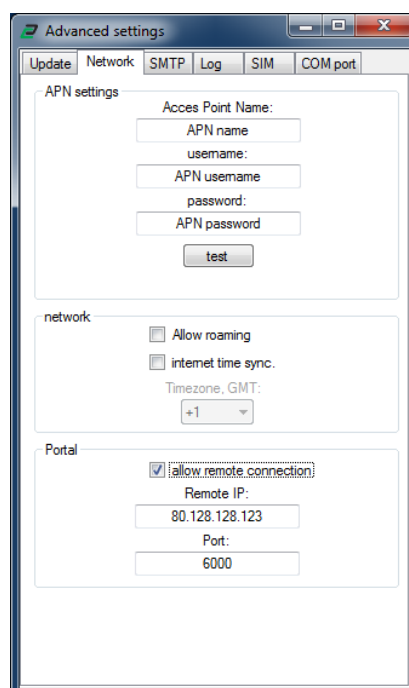 Advanced settings
Update Network SMTP Log SIM COM port
APN settings
Acces Point Name:
APN name
username:
APN username
password:
APN password
test
network
Allow roaming
internet time sync.
Timezone, GMT:
+1
Portal
allow remote connection
Remote IP:
80.128.128.123
Port:
6000